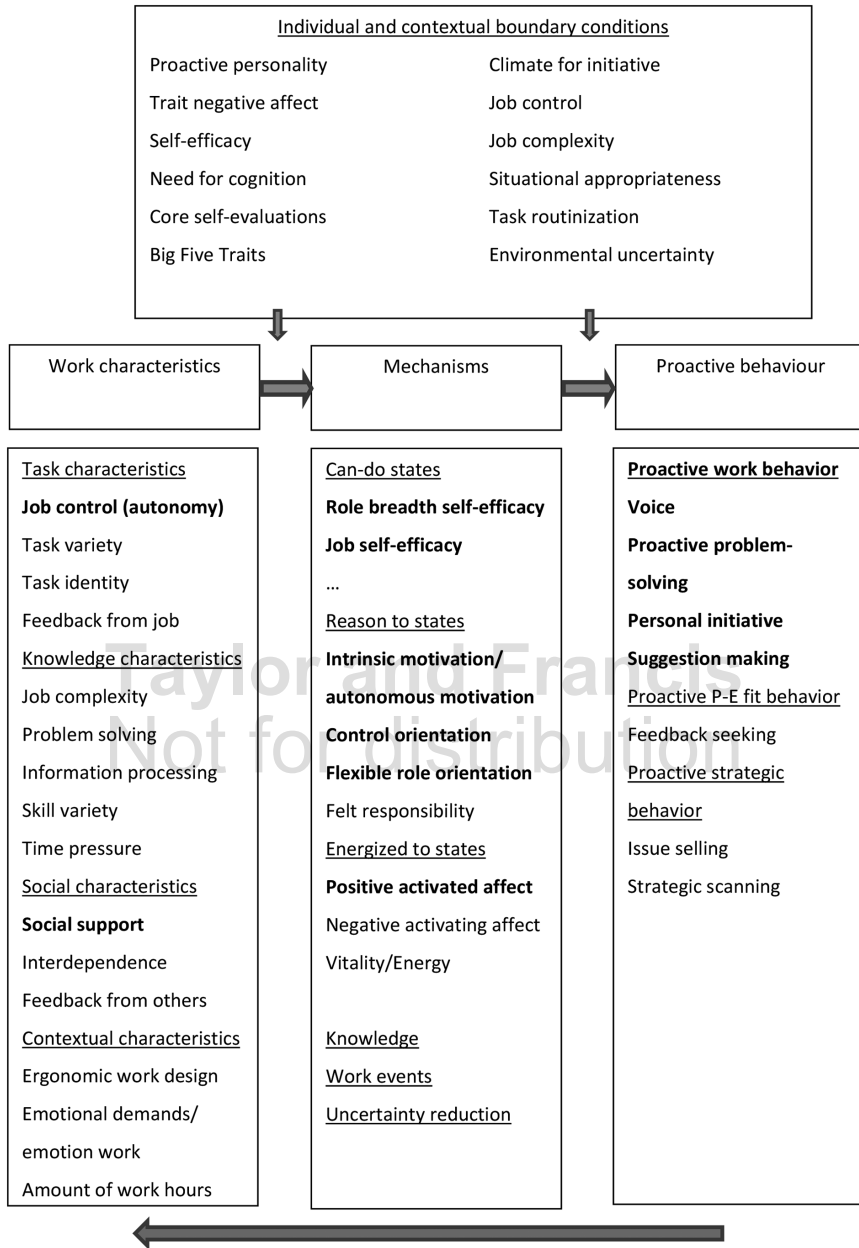 Individual and contextual boundary conditions
Proactive personality
Trait negative affect
Self-efficacy
Need for cognition
Core self-evaluations
Big Five Traits
Climate for initiative
Job control
Job complexity
Situational appropriateness
Task routinization
Environmental uncertainty
Work characteristics
Mechanisms
Proactive behaviour
Task characteristics
Job control (autonomy)
Task variety
Task identity
Feedback from job
Knowledge characteristics
Job complexity
Problem solving
Information processing
Skill variety
Time pressure
Social characteristics
Social support
Interdependence
Feedback from others
Contextual characteristics
Ergonomic work design
Emotional demands/
emotion work
Amount of work hours
Can-do states
Role breadth self-efficacy
Job self-efficacy
...
Reason to states
Intrinsic motivation/
autonomous motivation
Control orientation
Flexible role orientation
Felt responsibility
Energized to states
Positive activated affect
Negative activating affect
Vitality/Energy
Knowledge
Work events
Uncertainty reduction
Proactive work behavior
Voice
Proactive problem-
solving
Personal initiative
Suggestion making
Proactive P-E fit behavior
Feedback seeking
Proactive strategic
behavior
Issue selling
Strategic scanning
Taylor and Francis
Not for distribution